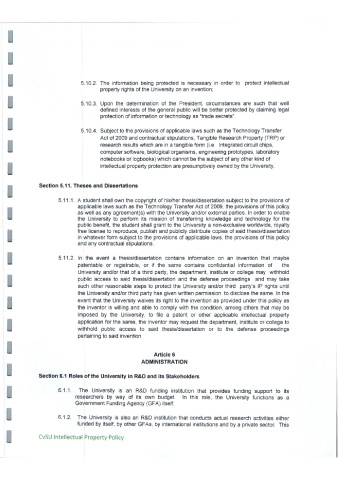 5.10.2. The information being protected is necessary in order to protect intellectual
property rights of the University on an invention;
5.10.3. Upon the determination of the President, circumstances are such that well
defined interests of the general public will be better protected by claiming legal
protection of information or technology as "trade secrets".
5.10.4. Subject to the provisions of applicable laws such as the Technology Transfer
Act of 2009 and contractual stipulations, Tangible Research Property (TRP) or
research results which are in a tangible form (i.e. integrated circuit chips,
computer software, biological organisms, engineering prototypes, laboratory
notebooks or logbooks) which cannot be the subject of any other kind of
intellectual property protection are presumptively owned by the University.
Section 5.11. Theses and Dissertations
5.11.1. A student shall own the copyright of his/her thesis/dissertation subject to the provisions of
applicable laws such as the Technology Transfer Act of 2009, the provisions of this policy
as well as any agreement(s) with the University and/or external parties. In order to enable
the University to perform its mission of transferring knowledge and technology for the
public benefit, the student shall grant to the University a non-exclusive worldwide, royalty
free license to reproduce, publish and publicly distribute copies of said thesis/dissertation
in whatever form subject to the provisions of applicable laws, the provisions of this policy
and any contractual stipulations.
5.11.2. In the event a thesis/dissertation contains information on an invention that maybe
patentable or registrable, or if the same contains confidential information of the
University and/or that of a third party, the department, institute or college may withhold
public access to said thesis/dissertation and the defense proceedings and may take
such other reasonable steps to protect the University and/or third party's IP rights until
the University and/or third party has given written permission to disclose the same. In the
event that the University waives its right to the invention as provided under this policy as
the inventor is willing and able to comply with the condition, among others that may be
imposed by the University, to file a patent or other applicable intellectual property
application for the same, the inventor may request the department, institute or college to
withhold public access to said thesis/dissertation or to the defense proceedings
pertaining to said invention.
Article 6
ADMINISTRATION
Section 6.1 Roles of the University in R&D and its Stakeholders
6.1.1. The University is an R&D funding institution that provides funding support to its
researchers by way of its own budget. In this role, the University functions as a
Government Funding Agency (GFA) itself.
6.1.2. The University is also an R&D institution that conducts actual research activities either
funded by itself, by other GFAs, by international institutions and by a private sector. This
CvSU Intellectual Property Policy